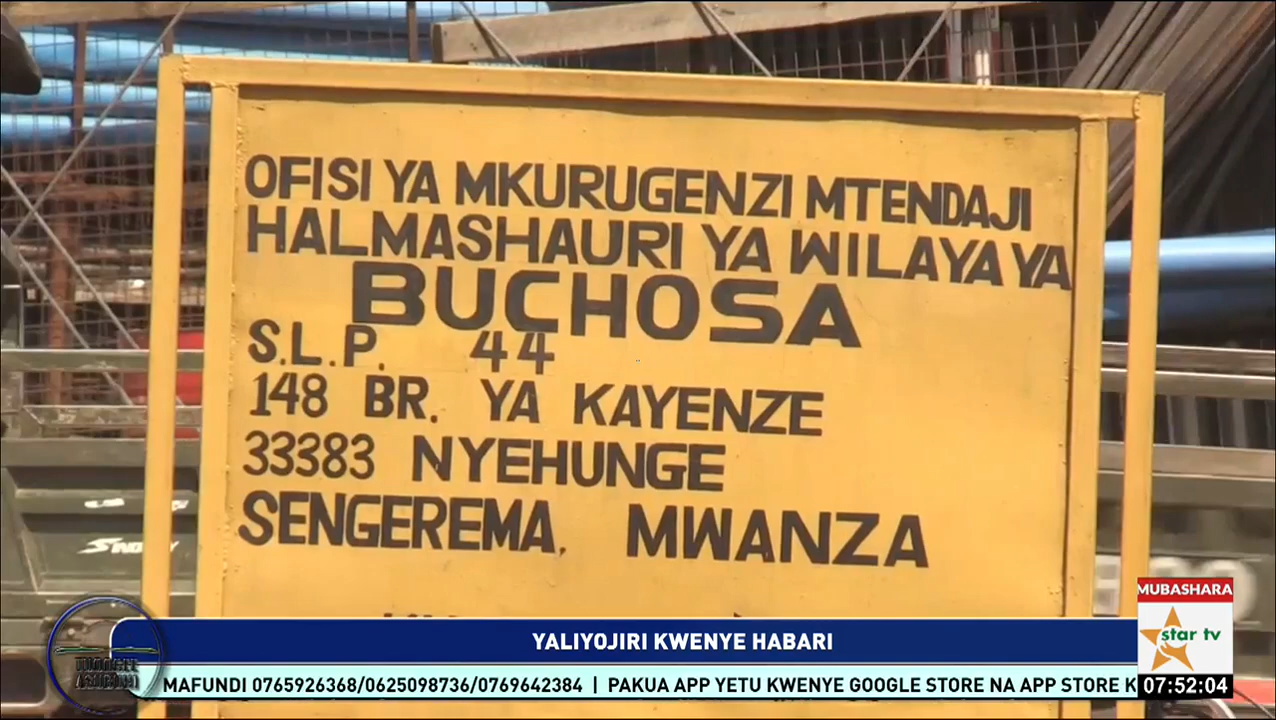 OFISI YA MKURUGENZI MTENDAJI
HALMASHAURI YA WILAYA YA
BUCHOSA
S.L.P. 44
148 BR. YA KAYENZE
33383 NYEHUNGE
SENGEREMA, MWANZA
MUBASHARA
star tv
YALIYOJIRI KWENYE HABARI
MAFUNDI 0765926368/0625098736/0769642384 | PAKUA APP YETU KWENYE GOOGLE STORE NA APP STORE K
07:52:04